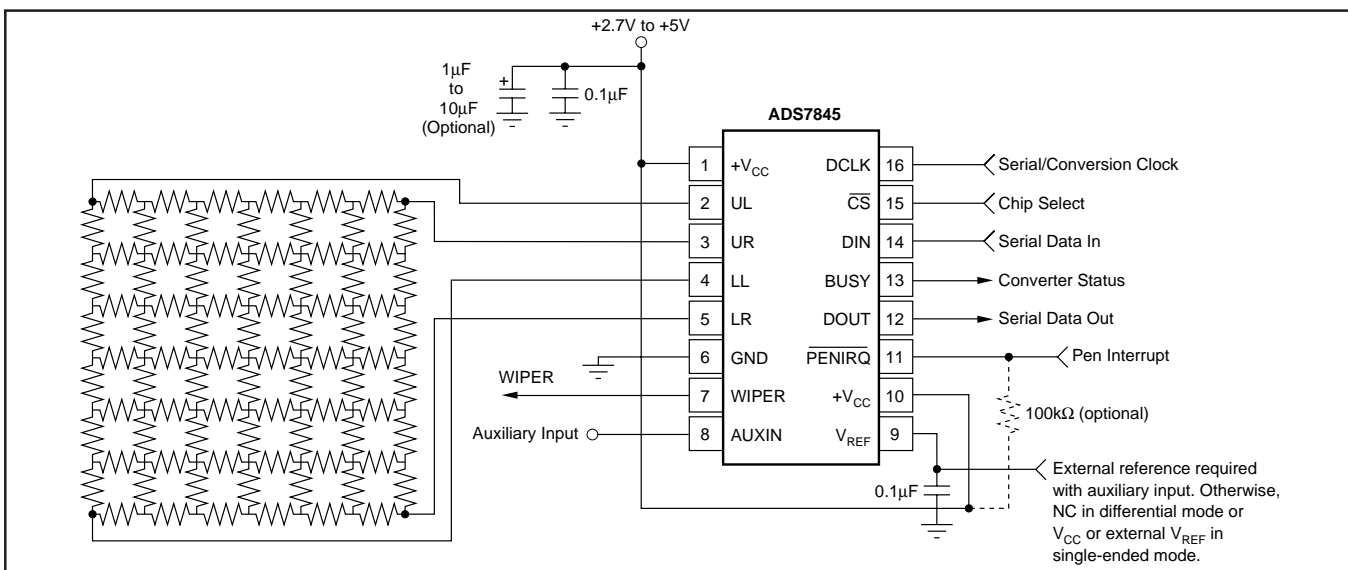 +2.7V to +5V
1µF
to
10µF
(Optional)
+
0.1µF
ADS7845
1 +VCC DCLK 16 Serial/Conversion Clock
2 UL CS 15 Chip Select
3 UR DIN 14 Serial Data In
4 LL BUSY 13 Converter Status
5 LR DOUT 12 Serial Data Out
6 GND PENIRQ 11 Pen Interrupt
WIPER 7 WIPER +VCC 10 100kΩ (optional)
Auxiliary Input 8 AUXIN VREF 9
0.1µF
External reference required
with auxiliary input. Otherwise,
NC in differential mode or
VCC or external VREF in
single-ended mode.